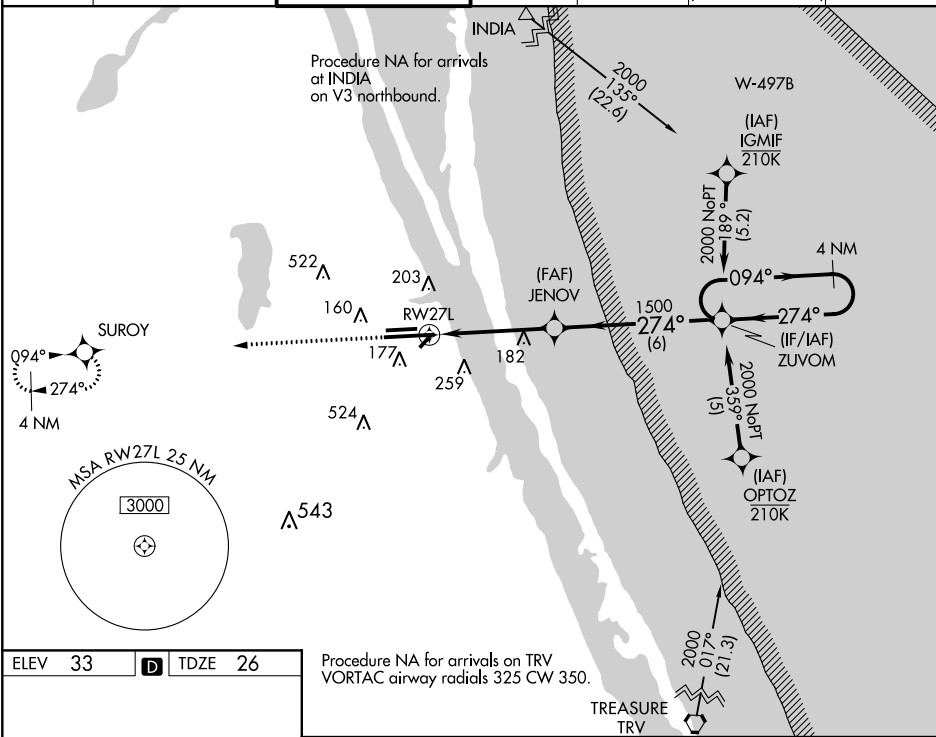 INDIA
Procedure NA for arrivals
at INDIA
on V3 northbound.
2000
135°
(22.6)
W-497B
(IAF)
IGMIF
210K
2000 NoPT
189°
(5.2)
4 NM
094°
522
203
(FAF)
JENOV
160
RW27L
1500
274°
(6)
274°
(IF/IAF)
ZUVOM
SUROY
094°
274°
4 NM
177
259
182
524
2000 NoPT
359°
(5)
(IAF)
OPTOZ
210K
MSA RW27L 25 NM
3000
543
ELEV 33 D TDZE 26
Procedure NA for arrivals on TRV
VORTAC airway radials 325 CW 350.
2000
017°
(21.3)
TREASURE
TRV